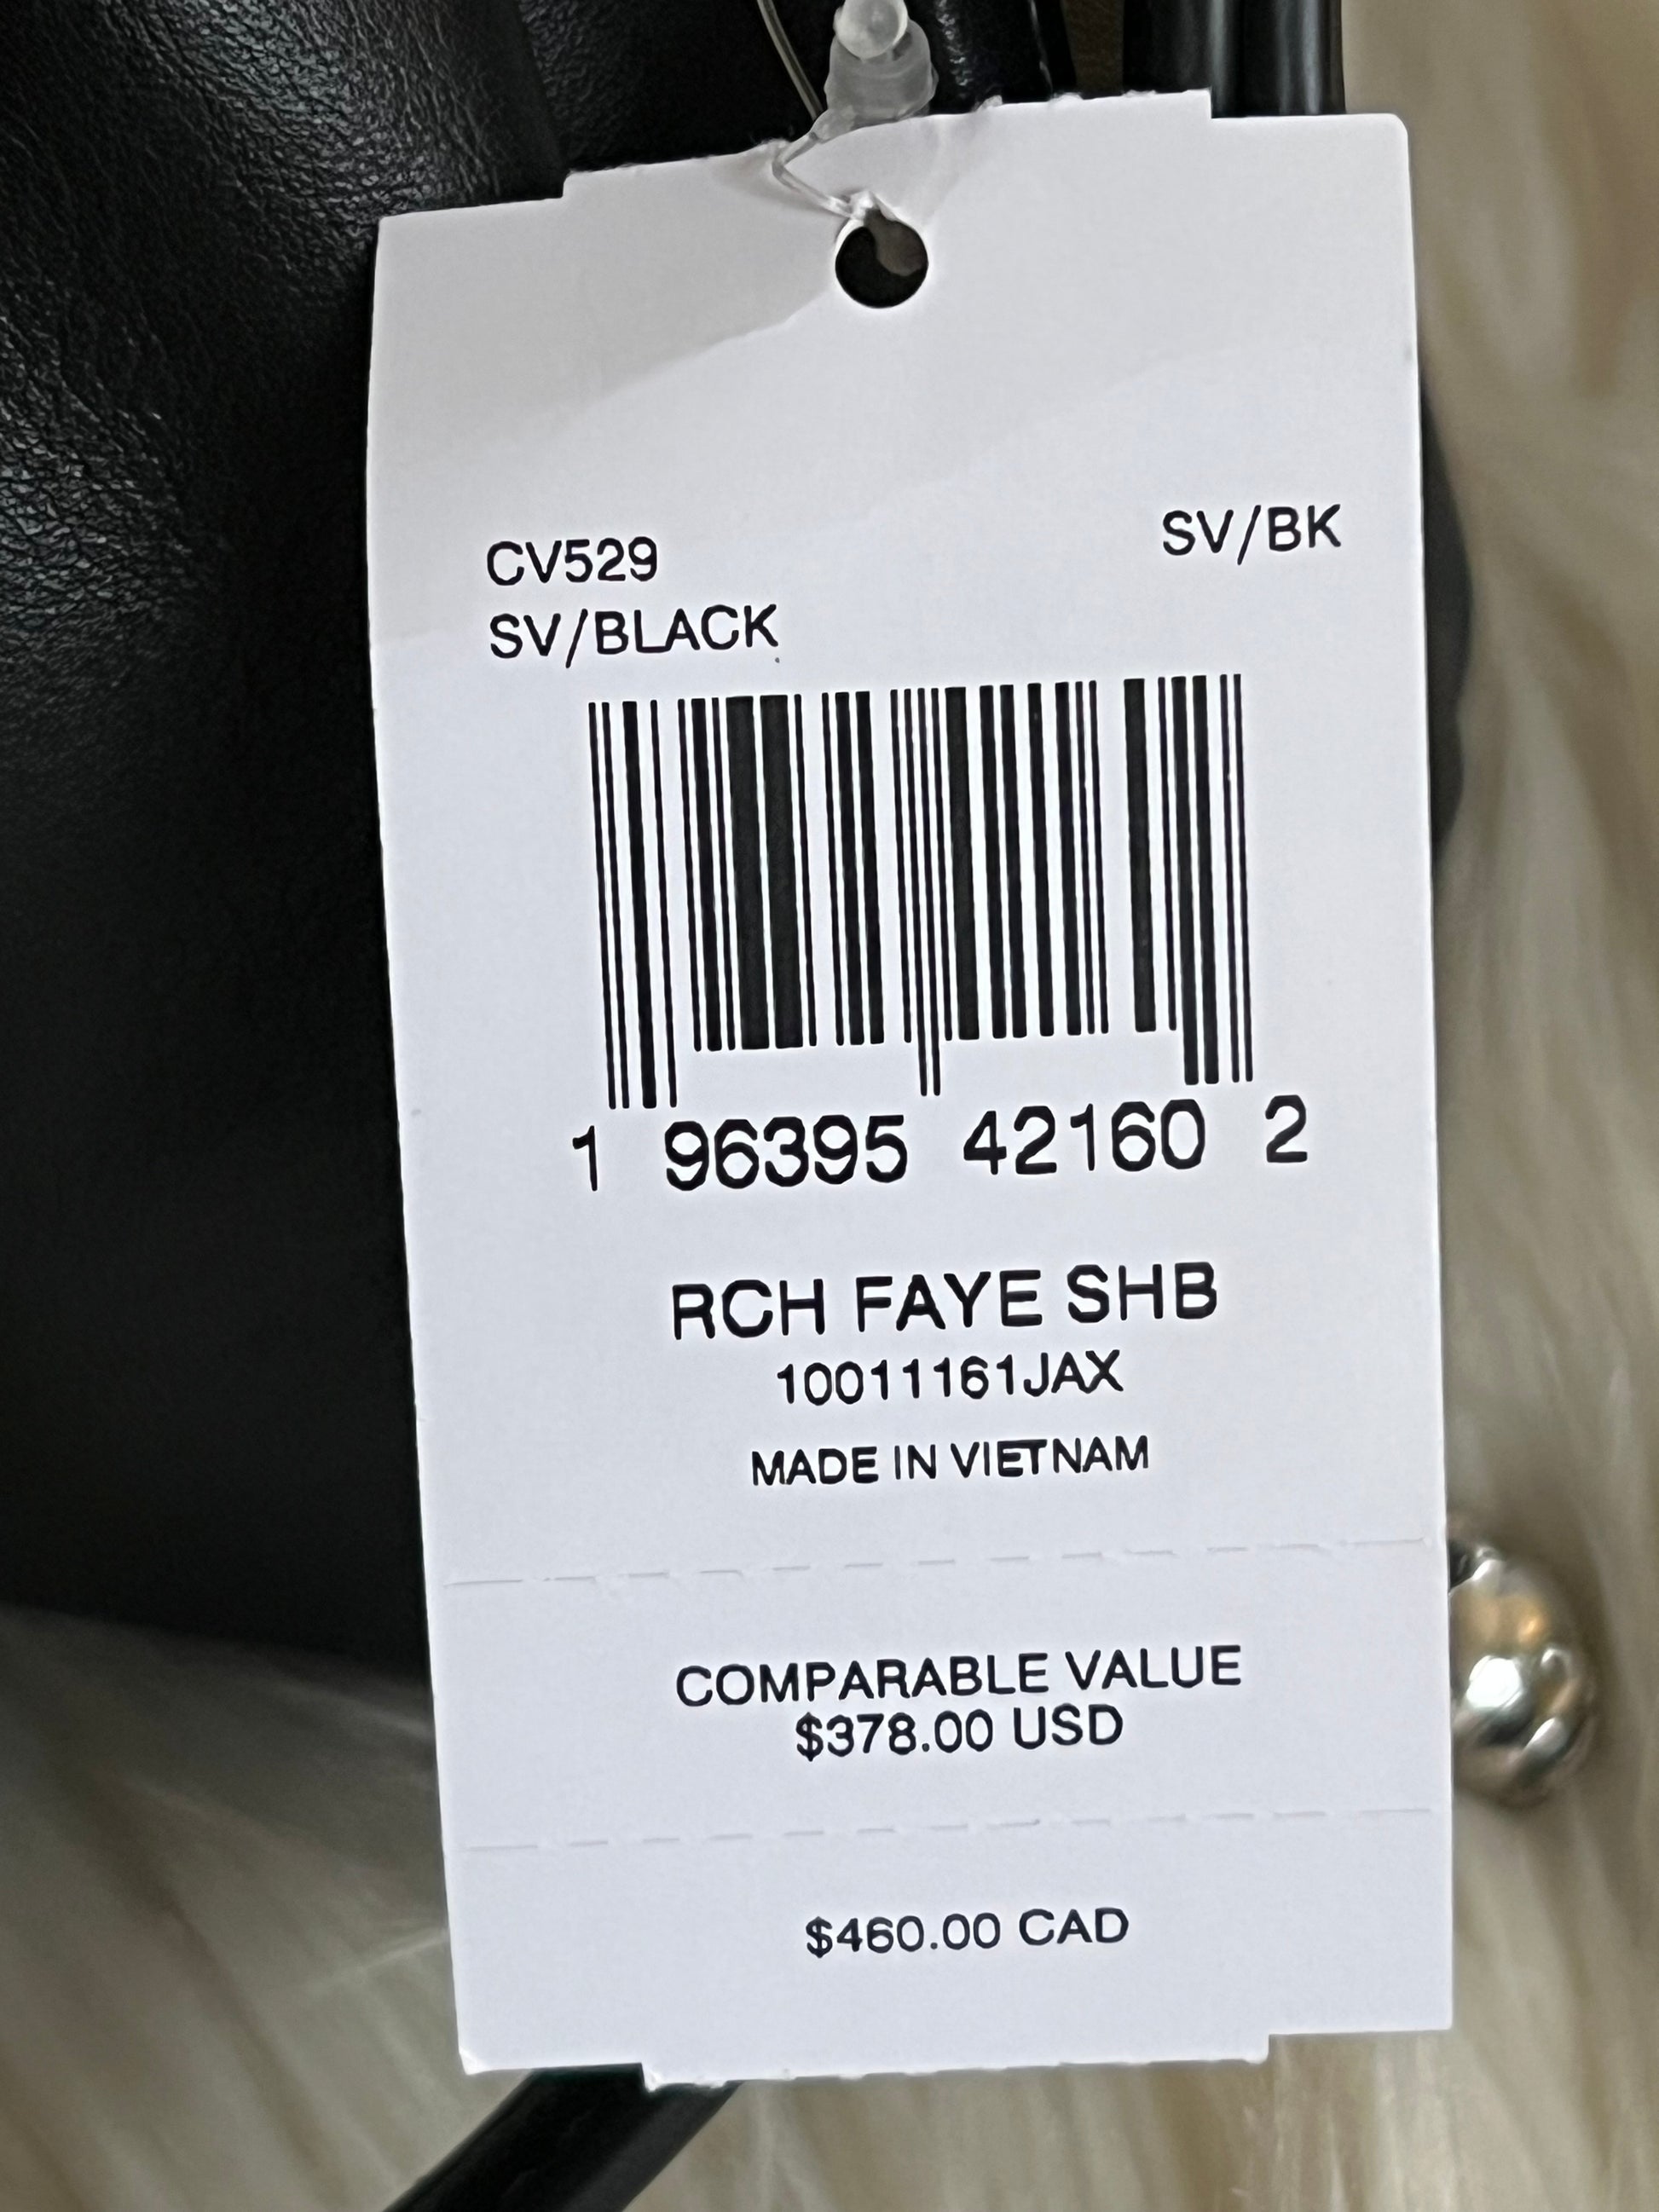 CV529 SV/BK
SV/BLACK
1 96395 42160 2
RCH FAYE SHB
10011161JAX
MADE IN VIETNAM
COMPARABLE VALUE
$378.00 USD
$460.00 CAD